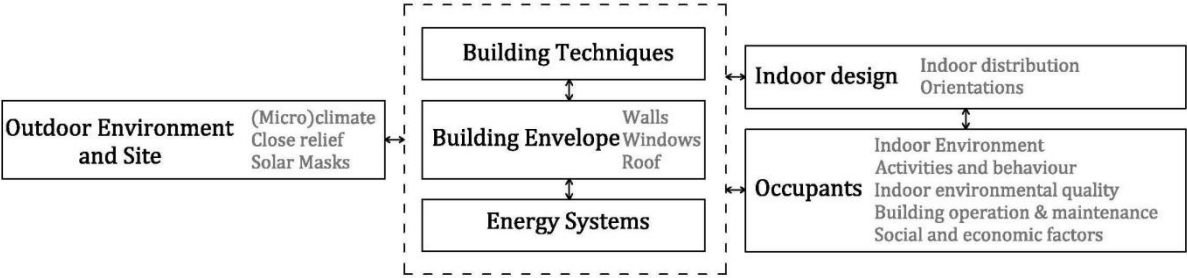 Outdoor Environment
and Site
(Micro)climate
Close relief
Solar Masks
Building Techniques
Building Envelope
Walls
Windows
Roof
Energy Systems
Indoor design
Indoor distribution
Orientations
Occupants
Indoor Environment
Activities and behaviour
Indoor environmental quality
Building operation & maintenance
Social and economic factors